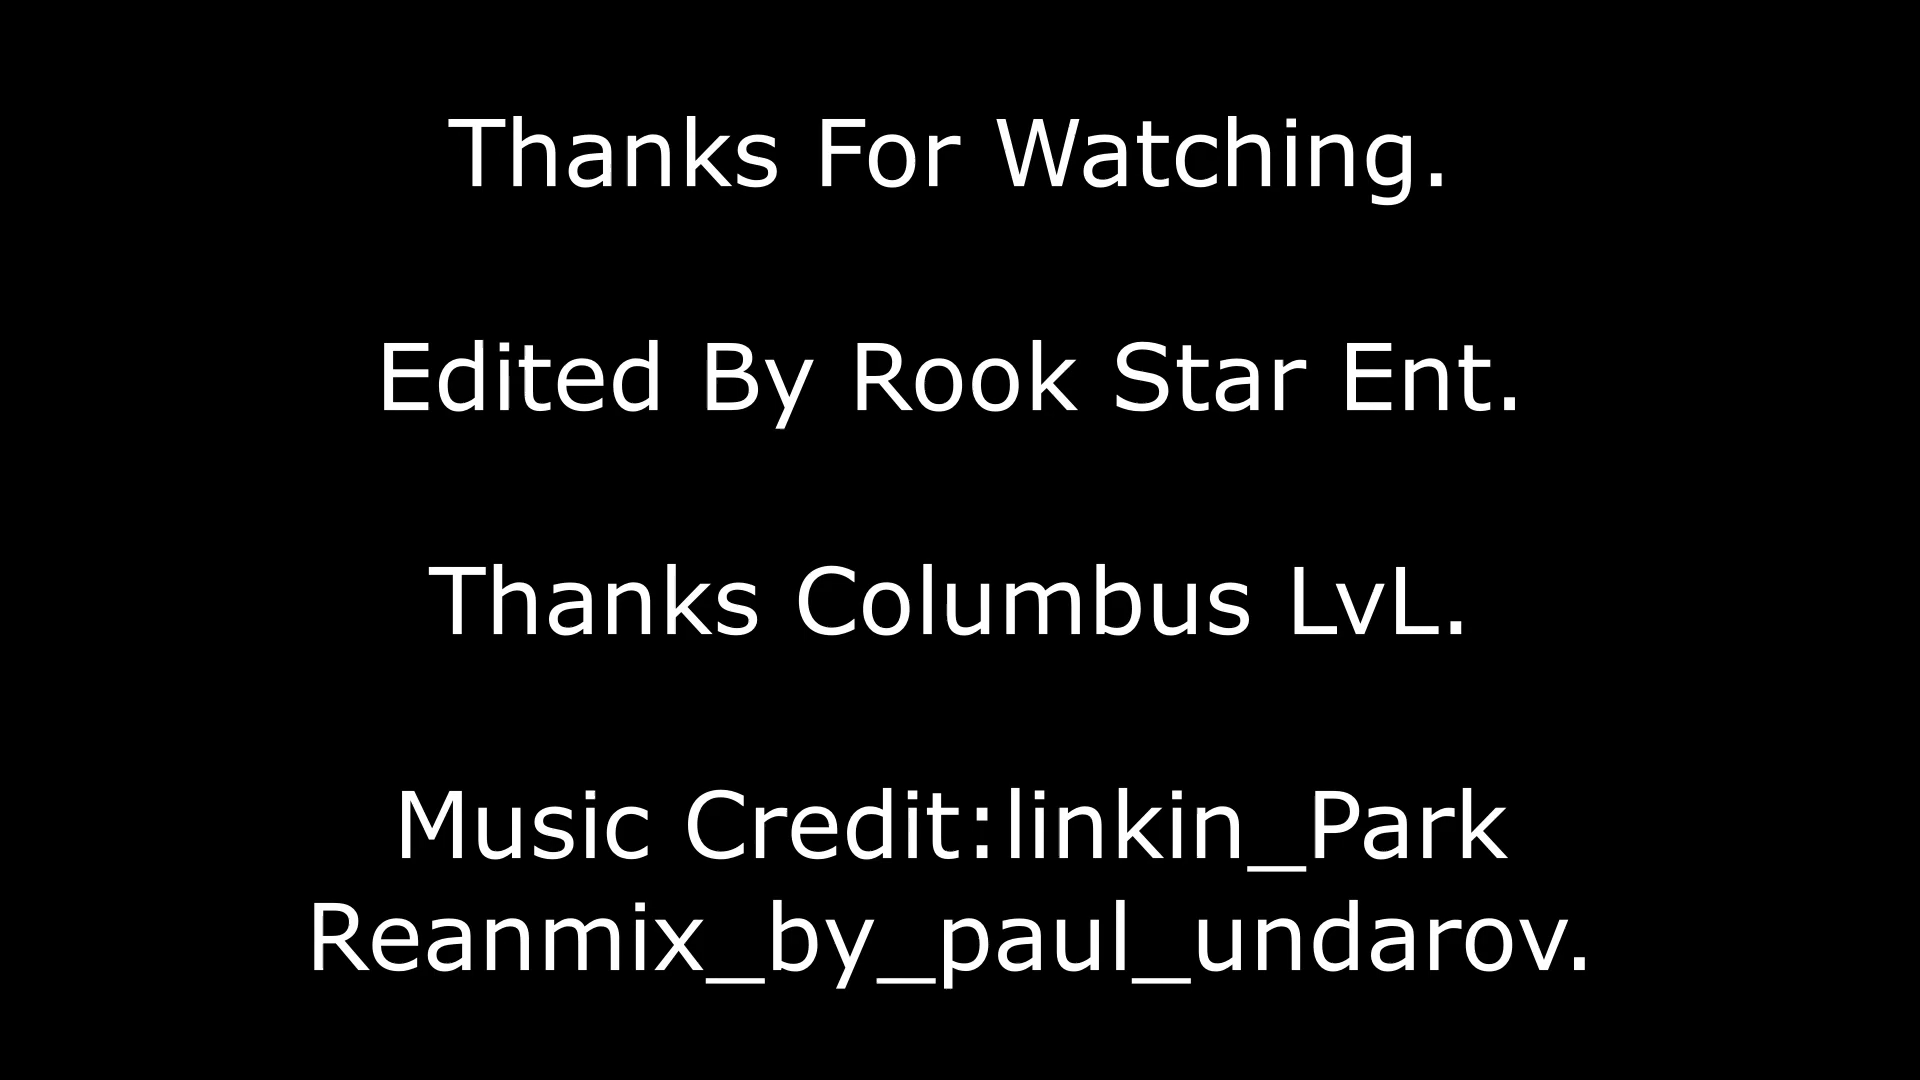 Thanks For Watching.
Edited By Rook Star Ent.
Thanks Columbus LvL.
Music Credit:linkin_Park
Reanmix_by_paul_undarov.